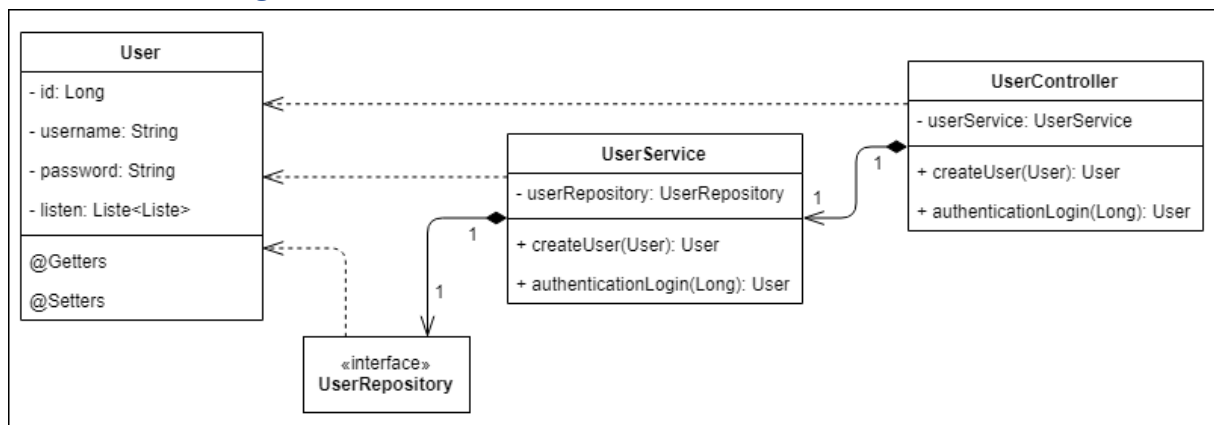 User
- id: Long
- username: String
- password: String
- listen: Liste<Liste>
@Getters
@Setters
«interface»
UserRepository
1
1
UserService
- userRepository: UserRepository
+ createUser(User): User
+ authenticationLogin(Long): User
1
1
UserController
- userService: UserService
+ createUser(User): User
+ authenticationLogin(Long): User